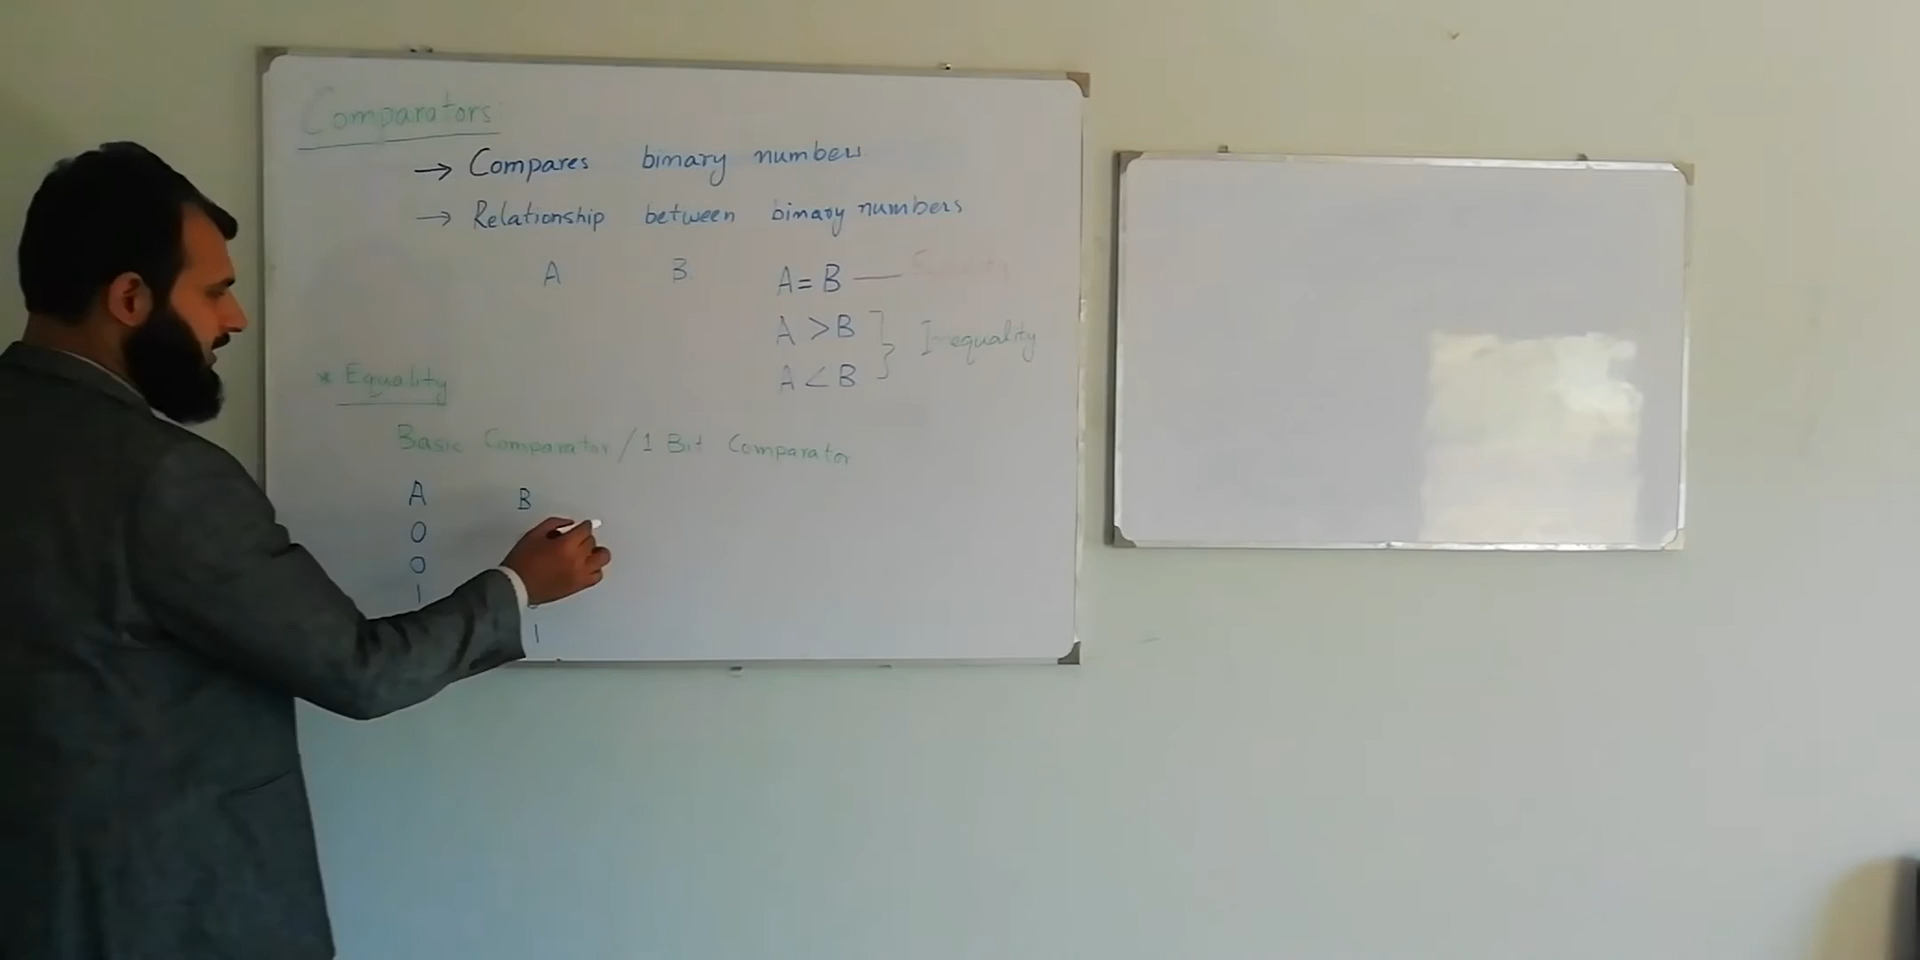 Comparators:
→ Compares binary numbers
→ Relationship between binary numbers
A B A=B — Equality
A >B } Inequality
A <B
* Equality
Basic Comparator / 1 Bit Comparator
A B
0
0
1
1